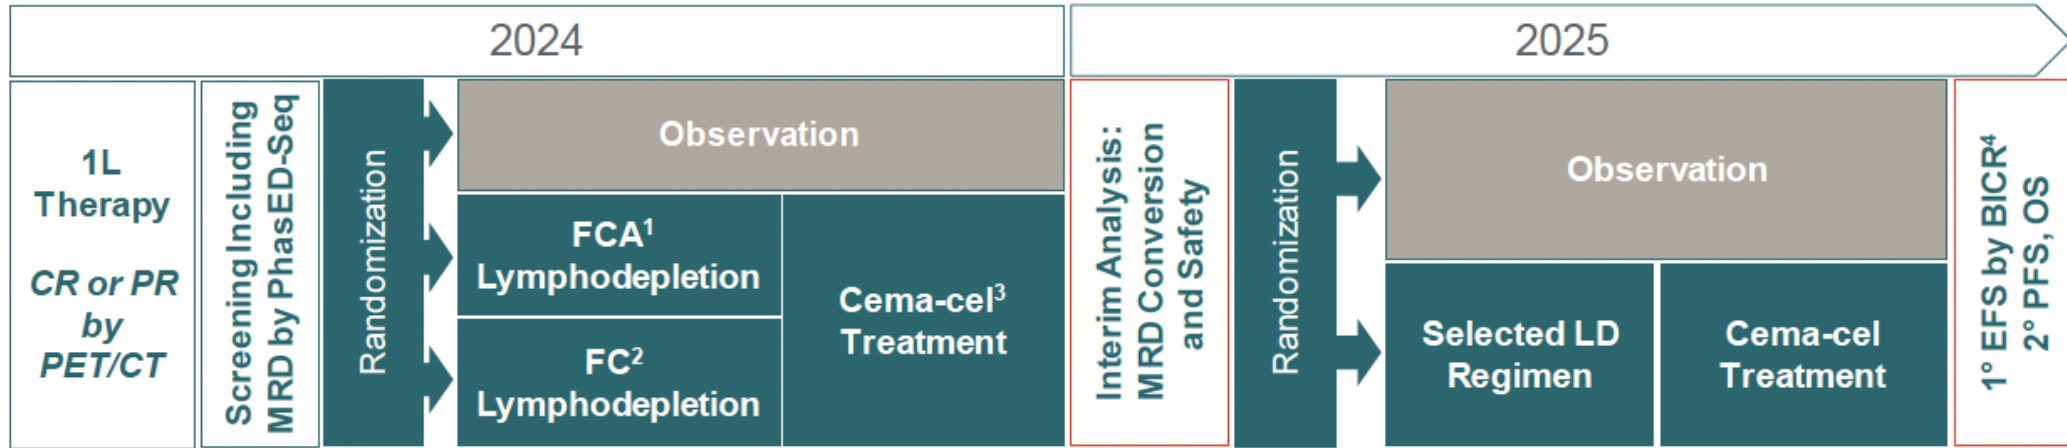 2024
2025
1L
Therapy
CR or PR
by
PET/CT
Screening Including
MRD by PhasED-Seq
Randomization
Observation
FCA¹
Lymphodepletion
FC²
Lymphodepletion
Cema-cel³
Treatment
Interim Analysis:
MRD Conversion
and Safety
Randomization
Observation
Selected LD
Regimen
Cema-cel
Treatment
1° EFS by BICR⁴
2° PFS, OS